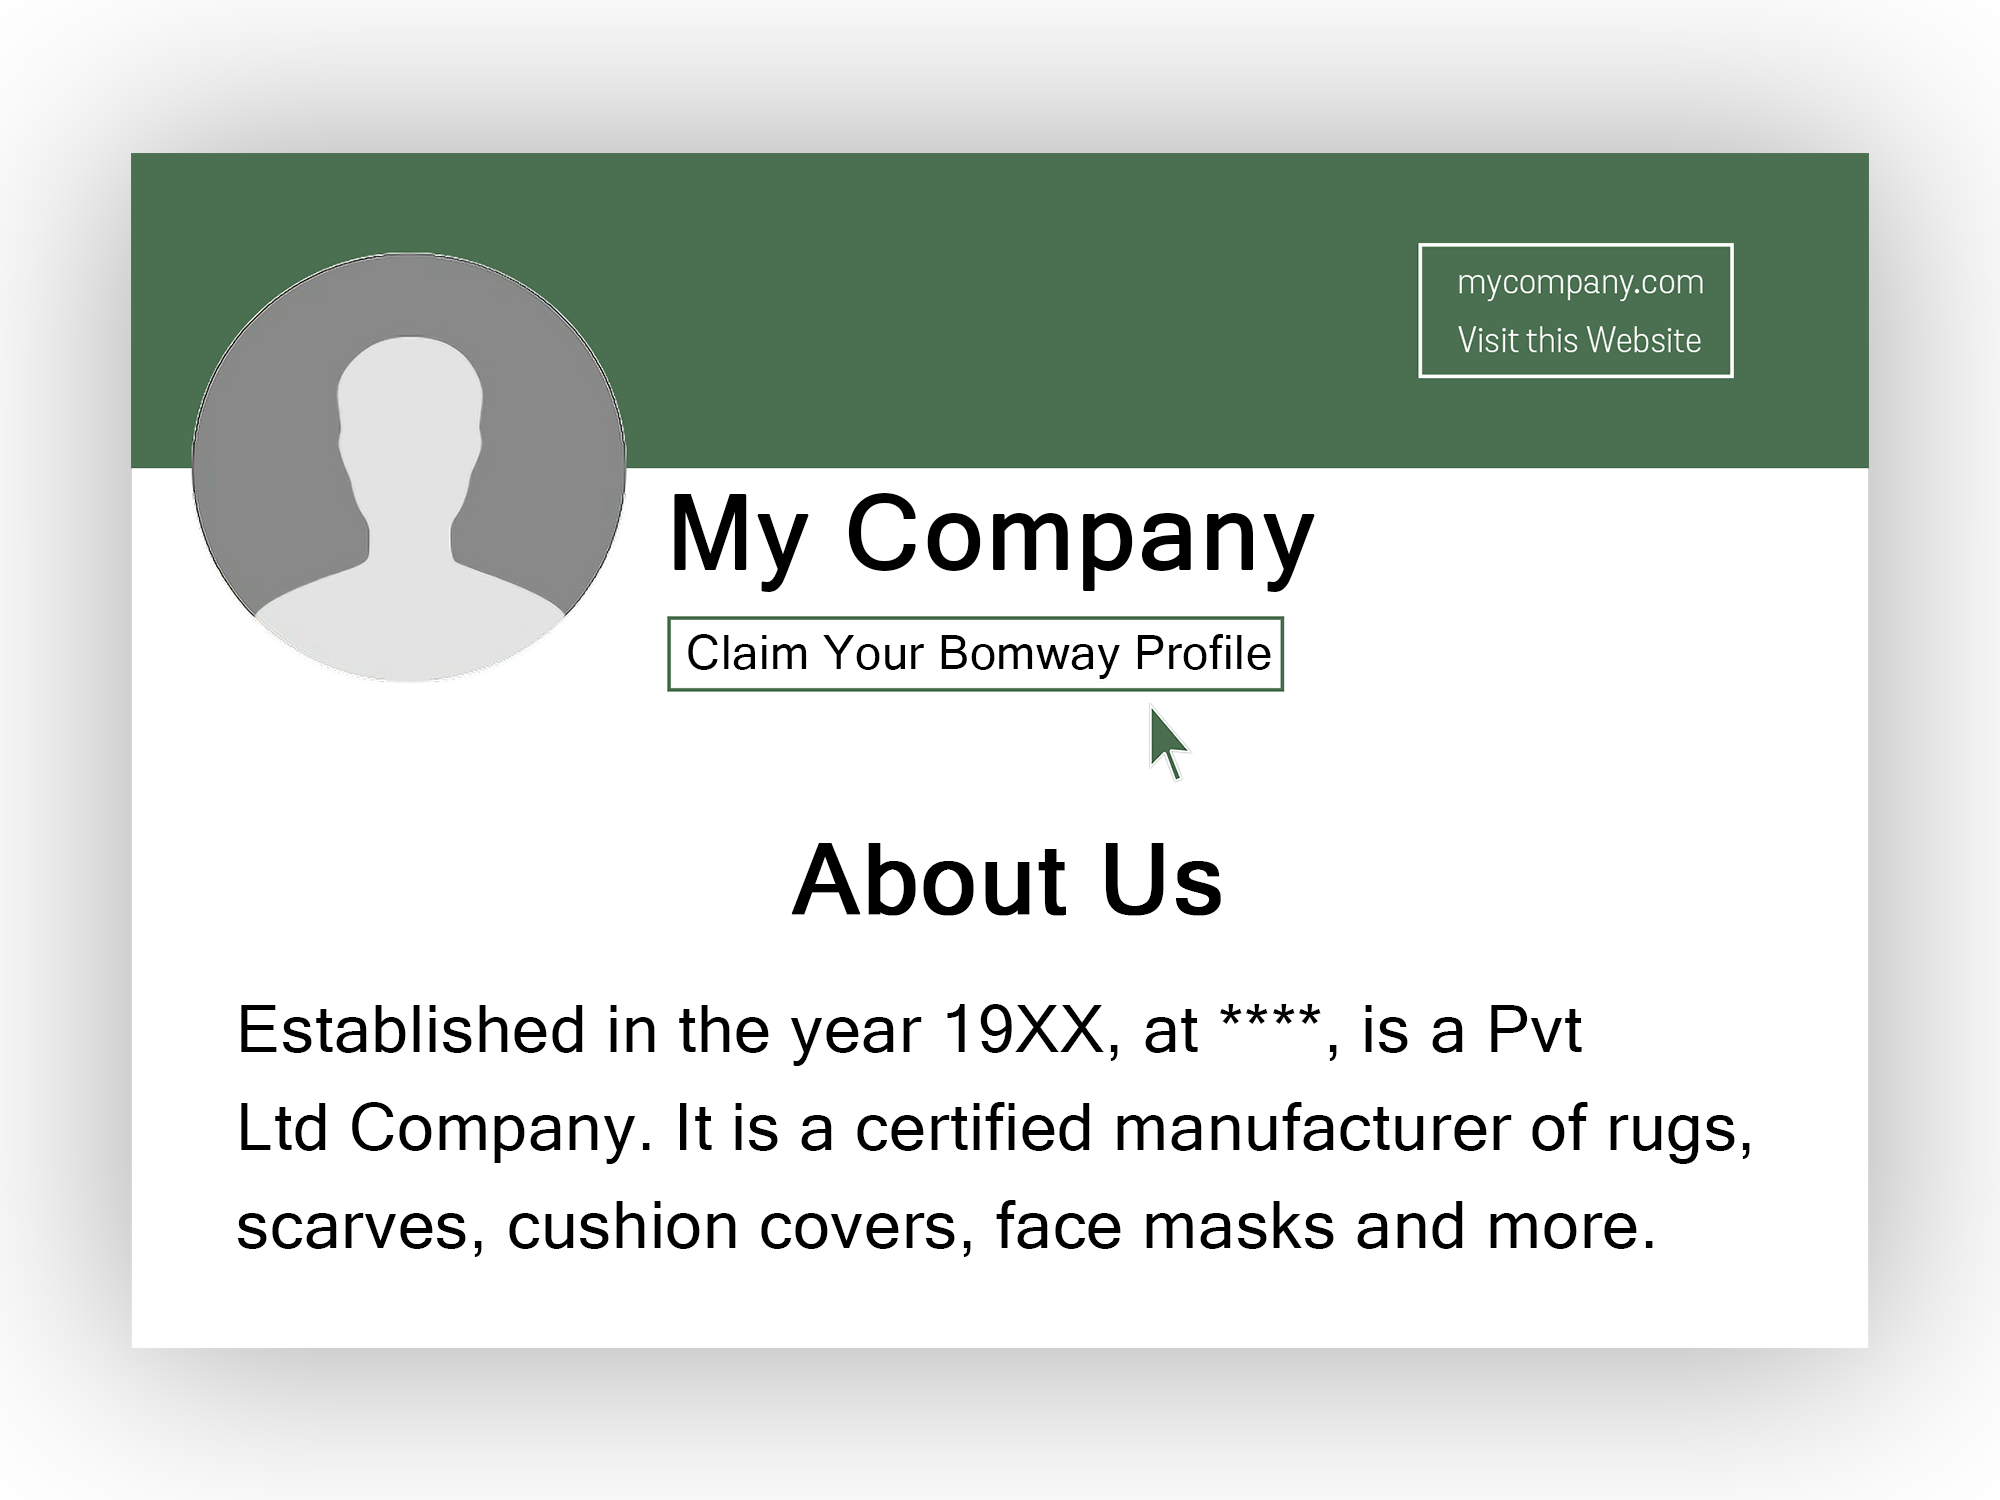 mycompany.com
Visit this Website
My Company
Claim Your Bomway Profile
About Us
Established in the year 19XX, at ****, is a Pvt
Ltd Company. It is a certified manufacturer of rugs,
scarves, cushion covers, face masks and more.